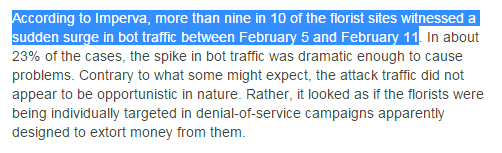 According to Imperva, more than nine in 10 of the florist sites witnessed a
sudden surge in bot traffic between February 5 and February 11. In about
23% of the cases, the spike in bot traffic was dramatic enough to cause
problems. Contrary to what some might expect, the attack traffic did not
appear to be opportunistic in nature. Rather, it looked as if the florists were
being individually targeted in denial-of-service campaigns apparently
designed to extort money from them.